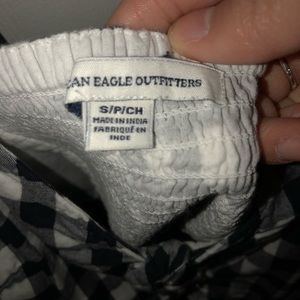 AN EAGLE OUTFITTERS
S/P/CH
MADE IN INDIA
FABRIQUÉ EN
INDE